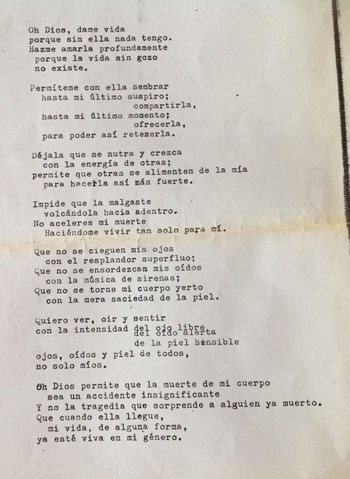 Oh Dios, dame vida
porque sin ella nada tengo.
Hazme amarla profundamente
porque la vida sin gozo
no existe.
Permíteme con ella sembrar
hasta mi último suspiro;
compartirla,
hasta mi último momento;
ofrecerla,
para poder así retenerla.
Déjala que se nutra y crezca
con la energía de otras;
permite que otras se alimenten de la mía
para hacerla así más fuerte.
Impide que la malgaste
volcándola hacia adentro.
No aceleres mi muerte
Haciéndome vivir tan solo para mí.
Que no se cieguen mis ojos
con el resplandor superfluo;
Que no se ensordezcan mis oídos
con la música de sirenas;
Que no se torne mi cuerpo yerto
con la mera saciedad de la piel.
Quiero ver, oir y sentir
con la intensidad del ojo libre
del oído alerta
de la piel sensible
ojos, oídos y piel de todos,
no solo míos.
Oh Dios permite que la muerte de mi cuerpo
sea un accidente insignificante
Y no la tragedia que sorprende a alguien ya muerto.
Que cuando ella llegue,
mi vida, de alguna forma,
ya esté viva en mi género.